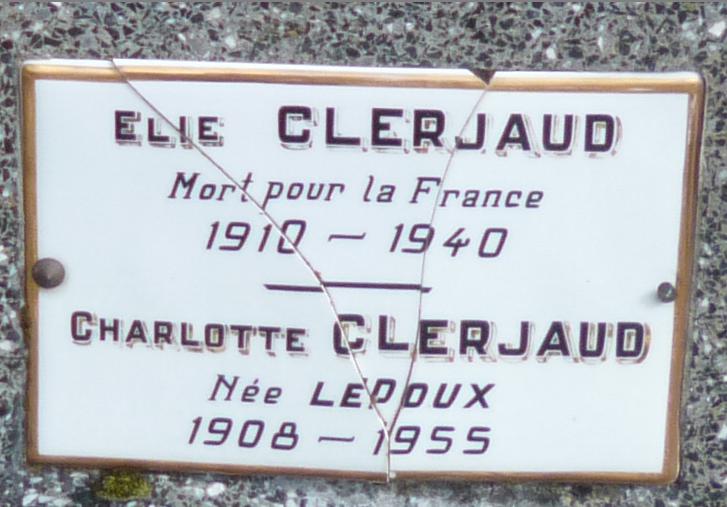 ELIE CLERJAUD
Mort pour la France
1910 — 1940
CHARLOTTE CLERJAUD
Née LEDOUX
1908 — 1955